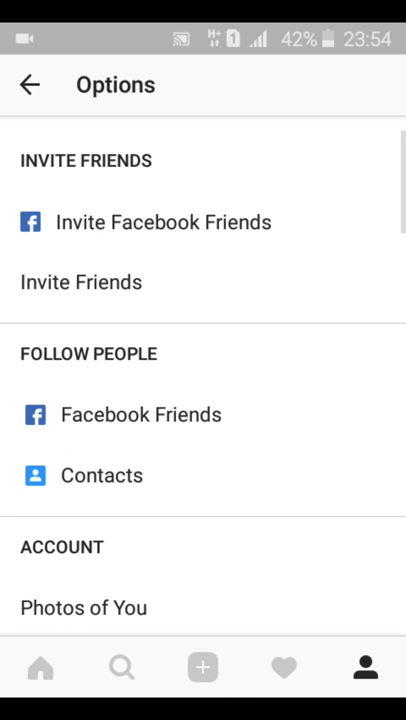 H+ 1 42% 23:54
Options
INVITE FRIENDS
Invite Facebook Friends
Invite Friends
FOLLOW PEOPLE
Facebook Friends
Contacts
ACCOUNT
Photos of You